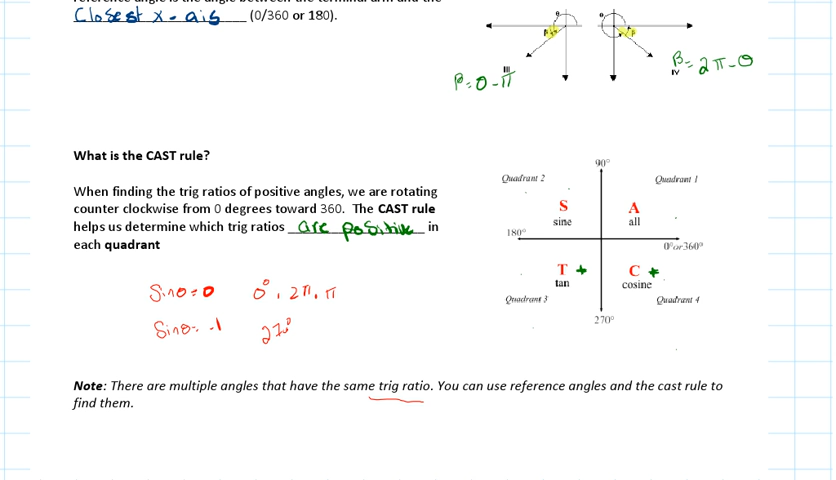 Closest x-ais (0/360 or 180).
θ θ
β β
III
IV
β=θ-π
β=2π-θ
What is the CAST rule?
When finding the trig ratios of positive angles, we are rotating
counter clockwise from 0 degrees toward 360. The CAST rule
helps us determine which trig ratios are positive in
each quadrant
90°
Quadrant 2 Quadrant 1
S A
sine all
180° 0°or360°
T + C +
tan cosine
Quadrant 3 Quadrant 4
270°
Sinθ=0 0°, 2π, π
Sinθ=-1 270°
Note: There are multiple angles that have the same trig ratio. You can use reference angles and the cast rule to
find them.